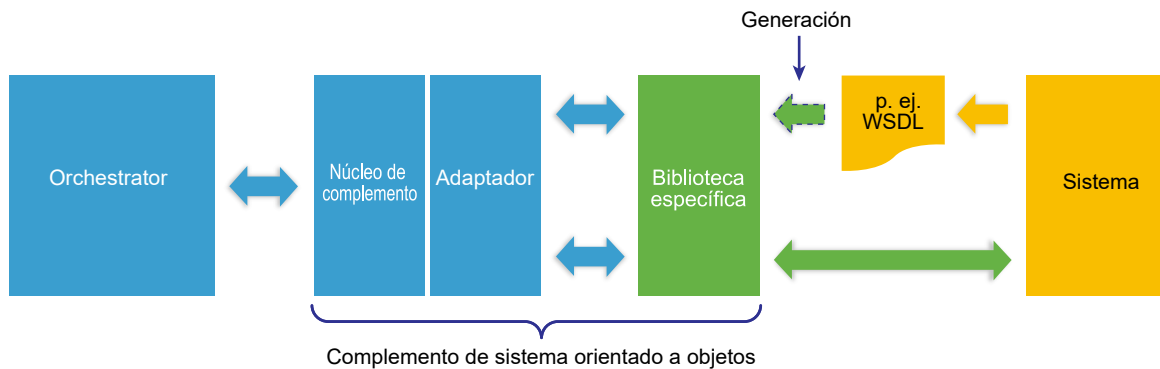 Generación
Orchestrator
Núcleo de
complemento
Adaptador
Biblioteca
específica
p. ej.
WSDL
Sistema
Complemento de sistema orientado a objetos